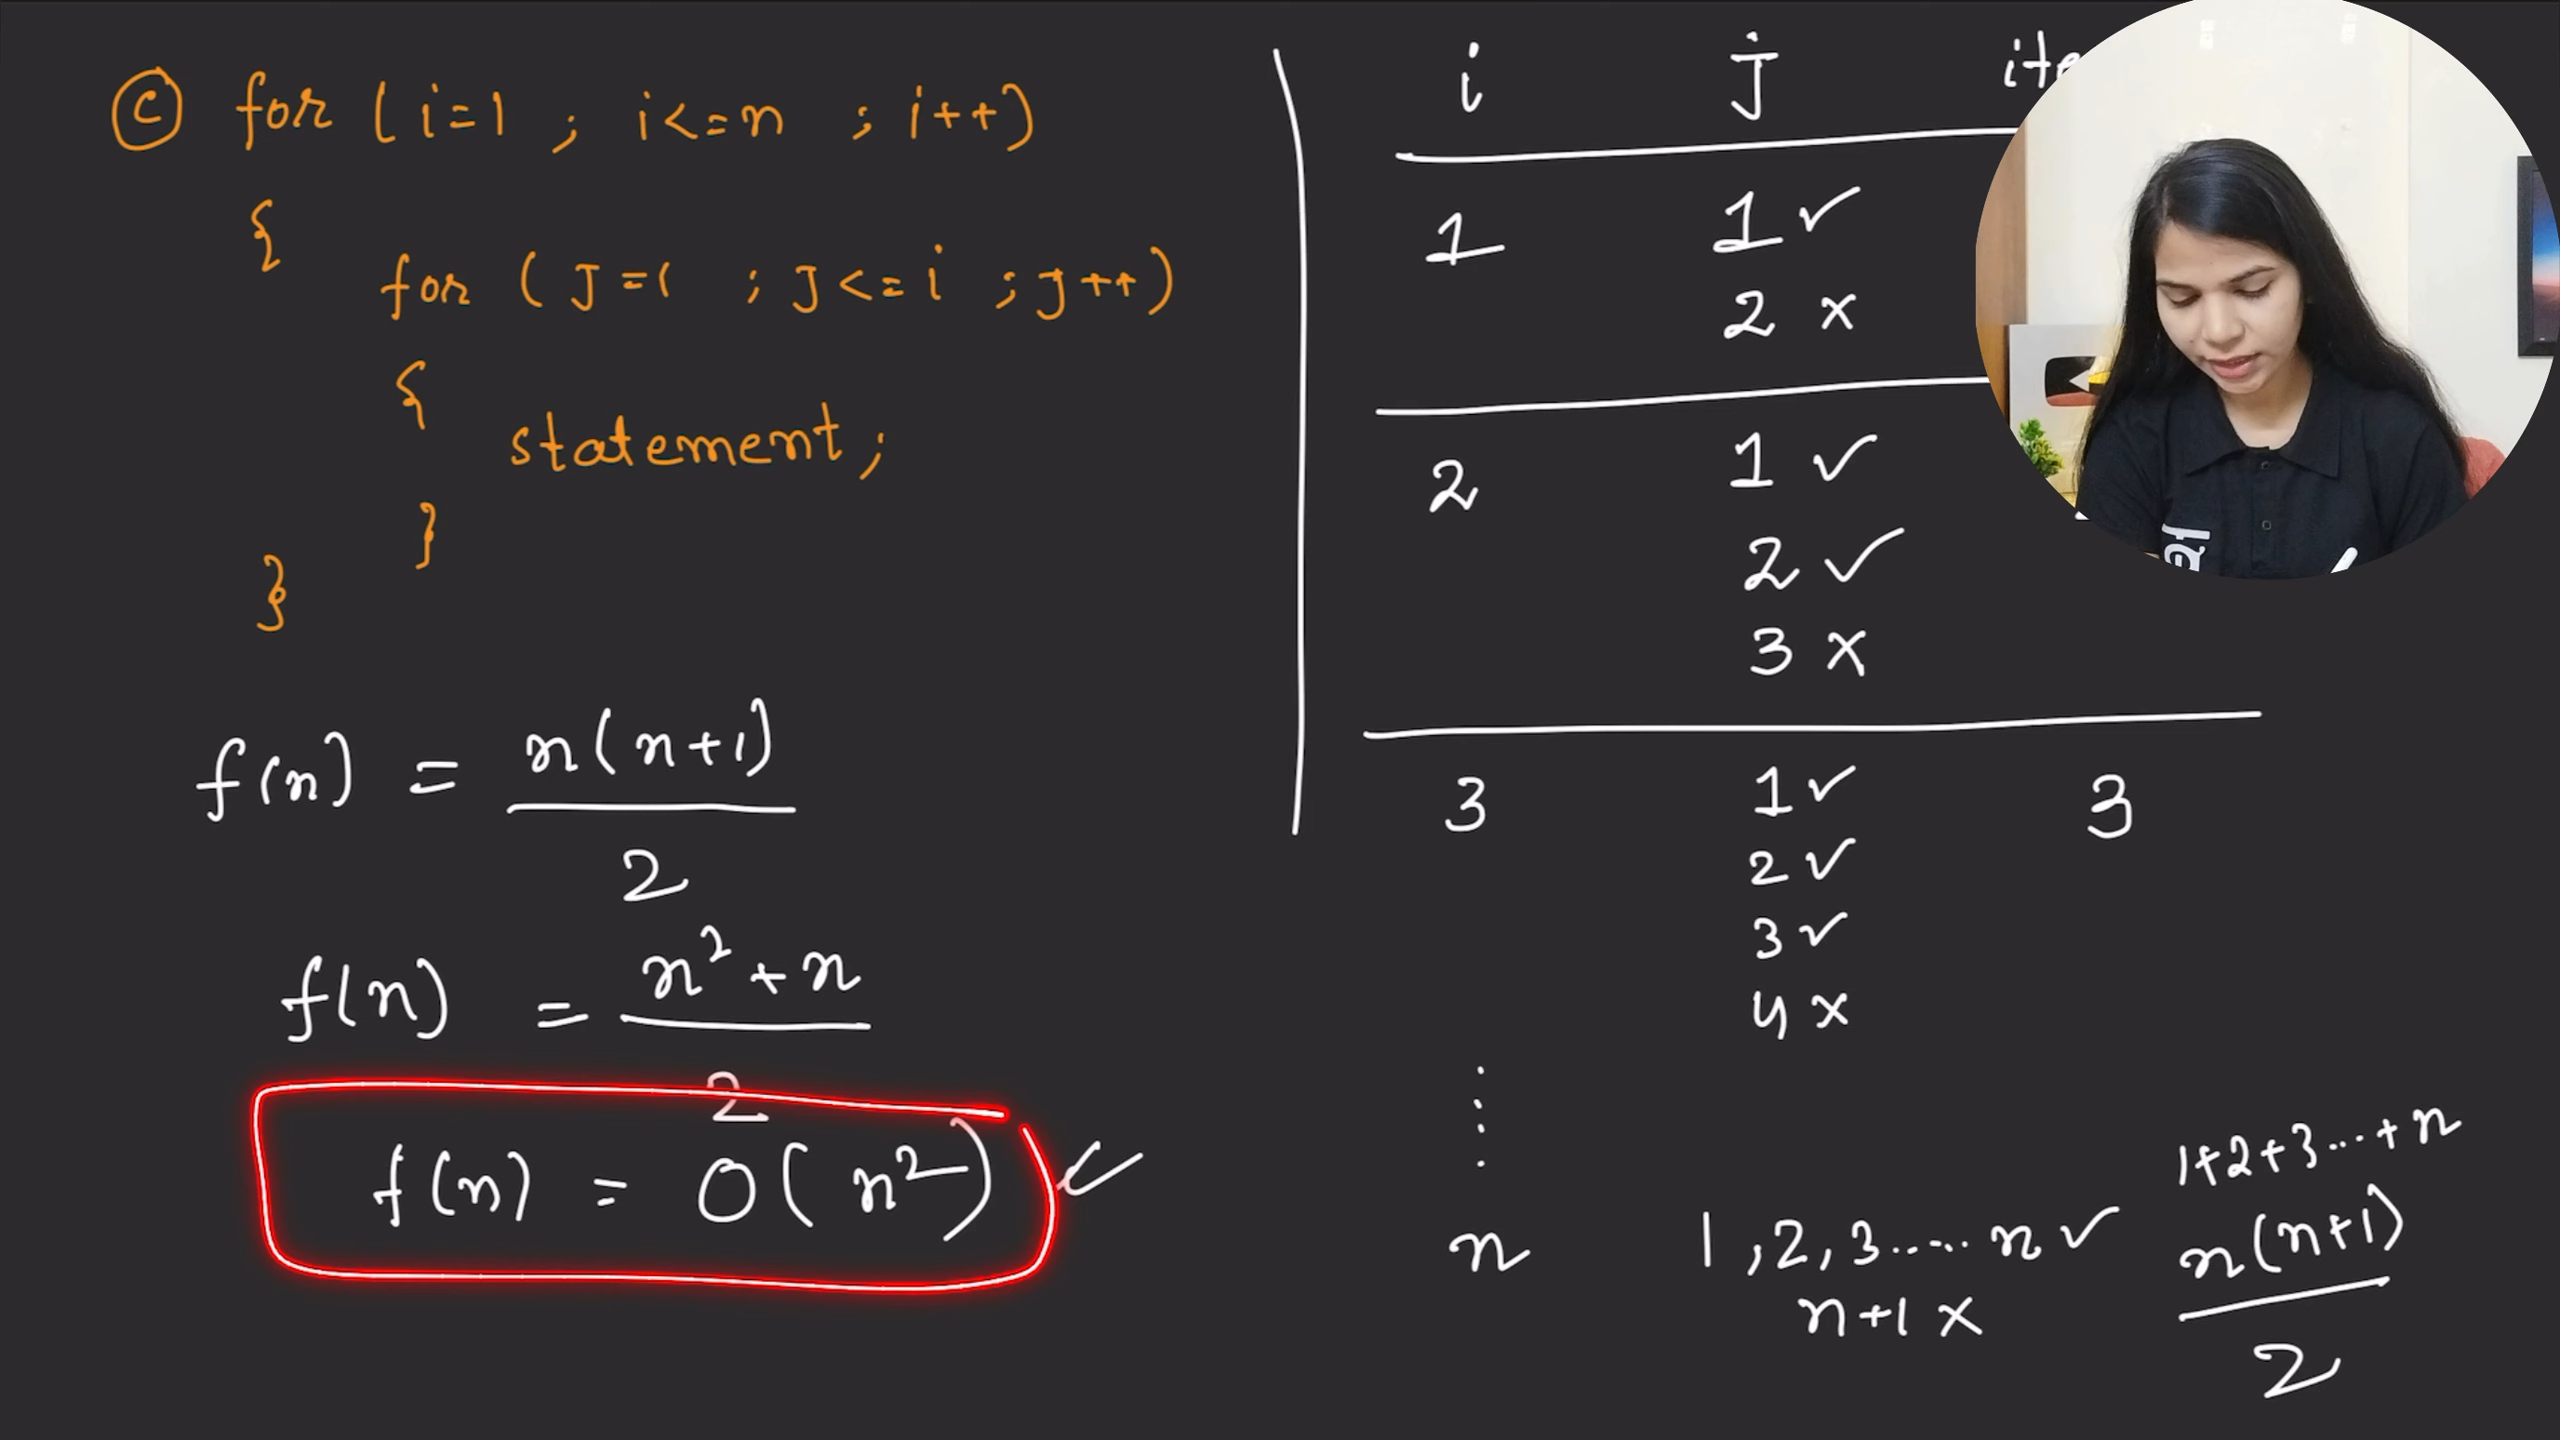 (c) for (i=1 ; i<=n ; i++)
{
for (J=1 ; J<=i ; J++)
{
statement;
}
}
f(n) = n(n+1)
2
f(n) = n²+n
2
f(n) = O(n²) ✓
i J
1 1 ✓
2 x
2 1 ✓
2 ✓
3 x
3 1 ✓ 3
2 ✓
3 ✓
4 x
⋮
n 1,2,3..... n ✓
n+1 x
1+2+3...+n
n(n+1)
2